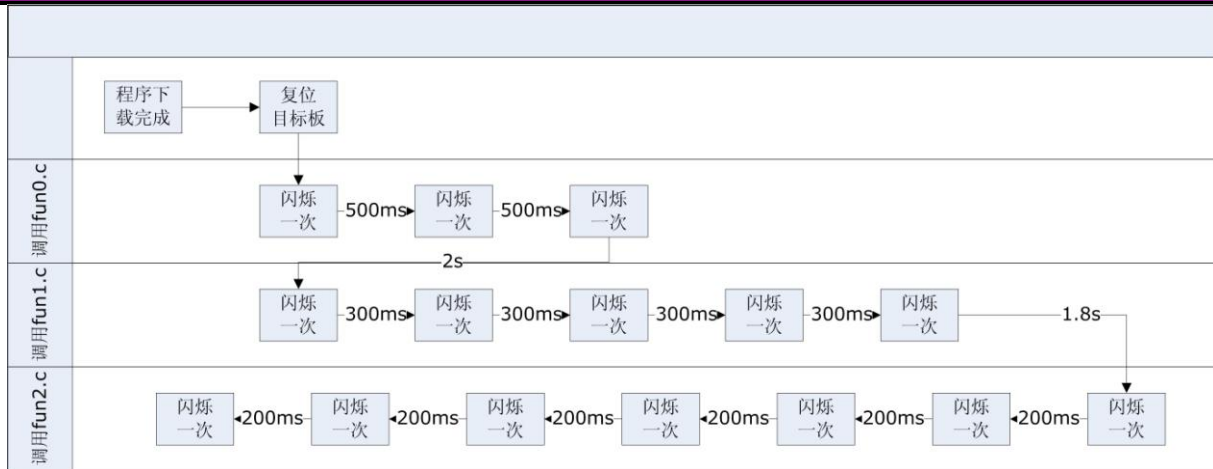 程序下
载完成
复位
目标板
调用fun0.c
闪烁
一次
500ms
闪烁
一次
500ms
闪烁
一次
2s
调用fun1.c
闪烁
一次
300ms
闪烁
一次
300ms
闪烁
一次
300ms
闪烁
一次
300ms
闪烁
一次
1.8s
调用fun2.c
闪烁
一次
200ms
闪烁
一次
200ms
闪烁
一次
200ms
闪烁
一次
200ms
闪烁
一次
200ms
闪烁
一次
200ms
闪烁
一次